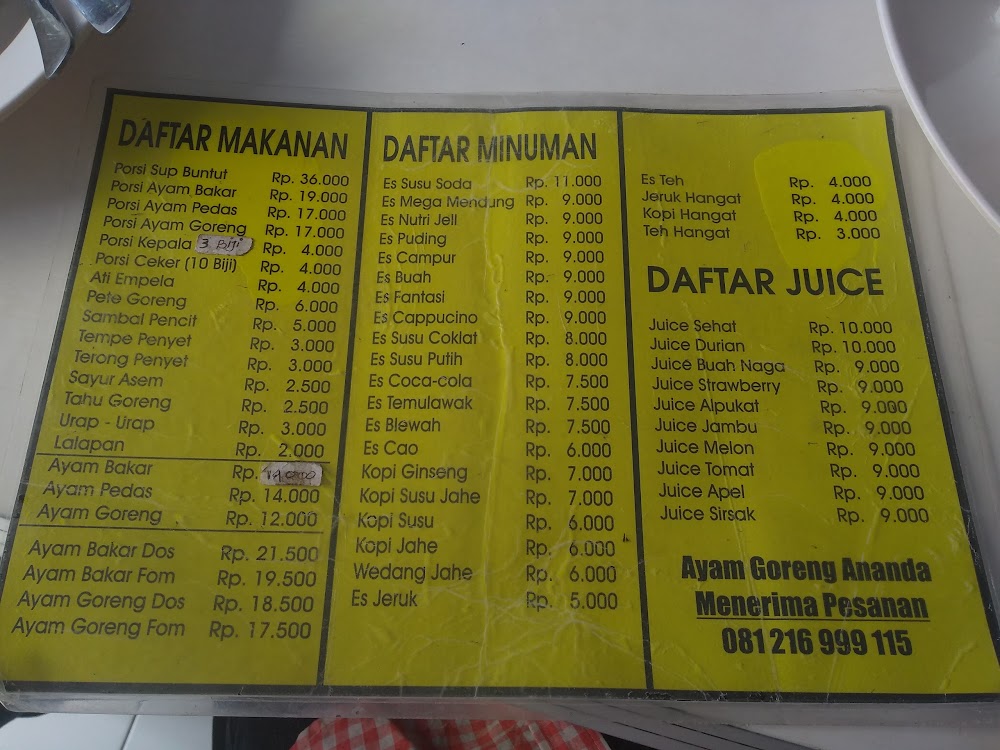 DAFTAR MAKANAN
Porsi Sup Buntut Rp. 36.000
Porsi Ayam Bakar Rp. 19.000
Porsi Ayam Pedas Rp. 17.000
Porsi Ayam Goreng Rp. 17.000
Porsi Kepala 3 Biji Rp. 4.000
Porsi Ceker (10 Biji) Rp. 4.000
Ati Empela Rp. 4.000
Pete Goreng Rp. 6.000
Sambal Pencit Rp. 5.000
Tempe Penyet Rp. 3.000
Terong Penyet Rp. 3.000
Sayur Asem Rp. 2.500
Tahu Goreng Rp. 2.500
Urap - Urap Rp. 3.000
Lalapan Rp. 2.000
Ayam Bakar Rp.
Ayam Pedas Rp. 14.000
Ayam Goreng Rp. 12.000
Ayam Bakar Dos Rp. 21.500
Ayam Bakar Fom Rp. 19.500
Ayam Goreng Dos Rp. 18.500
Ayam Goreng Fom Rp. 17.500
DAFTAR MINUMAN
Es Susu Soda Rp. 11.000
Es Mega Mendung Rp. 9.000
Es Nutri Jell Rp. 9.000
Es Puding Rp. 9.000
Es Campur Rp. 9.000
Es Buah Rp. 9.000
Es Fantasi Rp. 9.000
Es Cappucino Rp. 9.000
Es Susu Coklat Rp. 8.000
Es Susu Putih Rp. 8.000
Es Coca-cola Rp. 7.500
Es Temulawak Rp. 7.500
Es Blewah Rp. 7.500
Es Cao Rp. 6.000
Kopi Ginseng Rp. 7.000
Kopi Susu Jahe Rp. 7.000
Kopi Susu Rp. 6.000
Kopi Jahe Rp. 6.000
Wedang Jahe Rp. 6.000
Es Jeruk Rp. 5.000
Es Teh Rp. 4.000
Jeruk Hangat Rp. 4.000
Kopi Hangat Rp. 4.000
Teh Hangat Rp. 3.000
DAFTAR JUICE
Juice Sehat Rp. 10.000
Juice Durian Rp. 10.000
Juice Buah Naga Rp. 9.000
Juice Strawberry Rp. 9.000
Juice Alpukat Rp. 9.000
Juice Jambu Rp. 9.000
Juice Melon Rp. 9.000
Juice Tomat Rp. 9.000
Juice Apel Rp. 9.000
Juice Sirsak Rp. 9.000
Ayam Goreng Ananda
Menerima Pesanan
081 216 999 115